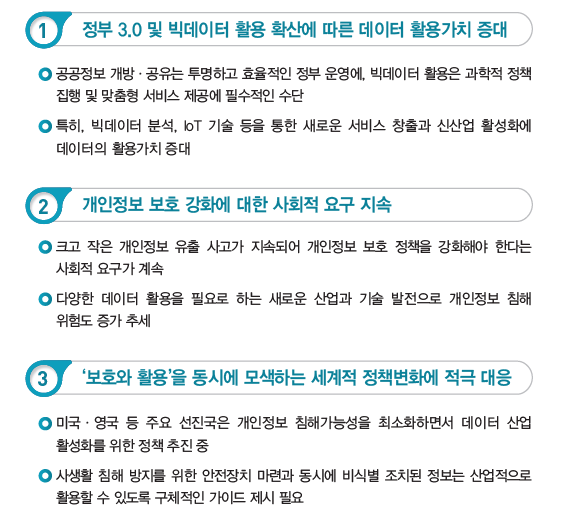 1 정부 3.0 및 빅데이터 활용 확산에 따른 데이터 활용가치 증대
공공정보 개방·공유는 투명하고 효율적인 정부 운영에, 빅데이터 활용은 과학적 정책
집행 및 맞춤형 서비스 제공에 필수적인 수단
특히, 빅데이터 분석, IoT 기술 등을 통한 새로운 서비스 창출과 신산업 활성화에
데이터의 활용가치 증대
2 개인정보 보호 강화에 대한 사회적 요구 지속
크고 작은 개인정보 유출 사고가 지속되어 개인정보 보호 정책을 강화해야 한다는
사회적 요구가 계속
다양한 데이터 활용을 필요로 하는 새로운 산업과 기술 발전으로 개인정보 침해
위험도 증가 추세
3 ‘보호와 활용’을 동시에 모색하는 세계적 정책변화에 적극 대응
미국·영국 등 주요 선진국은 개인정보 침해가능성을 최소화하면서 데이터 산업
활성화를 위한 정책 추진 중
사생활 침해 방지를 위한 안전장치 마련과 동시에 비식별 조치된 정보는 산업적으로
활용할 수 있도록 구체적인 가이드 제시 필요